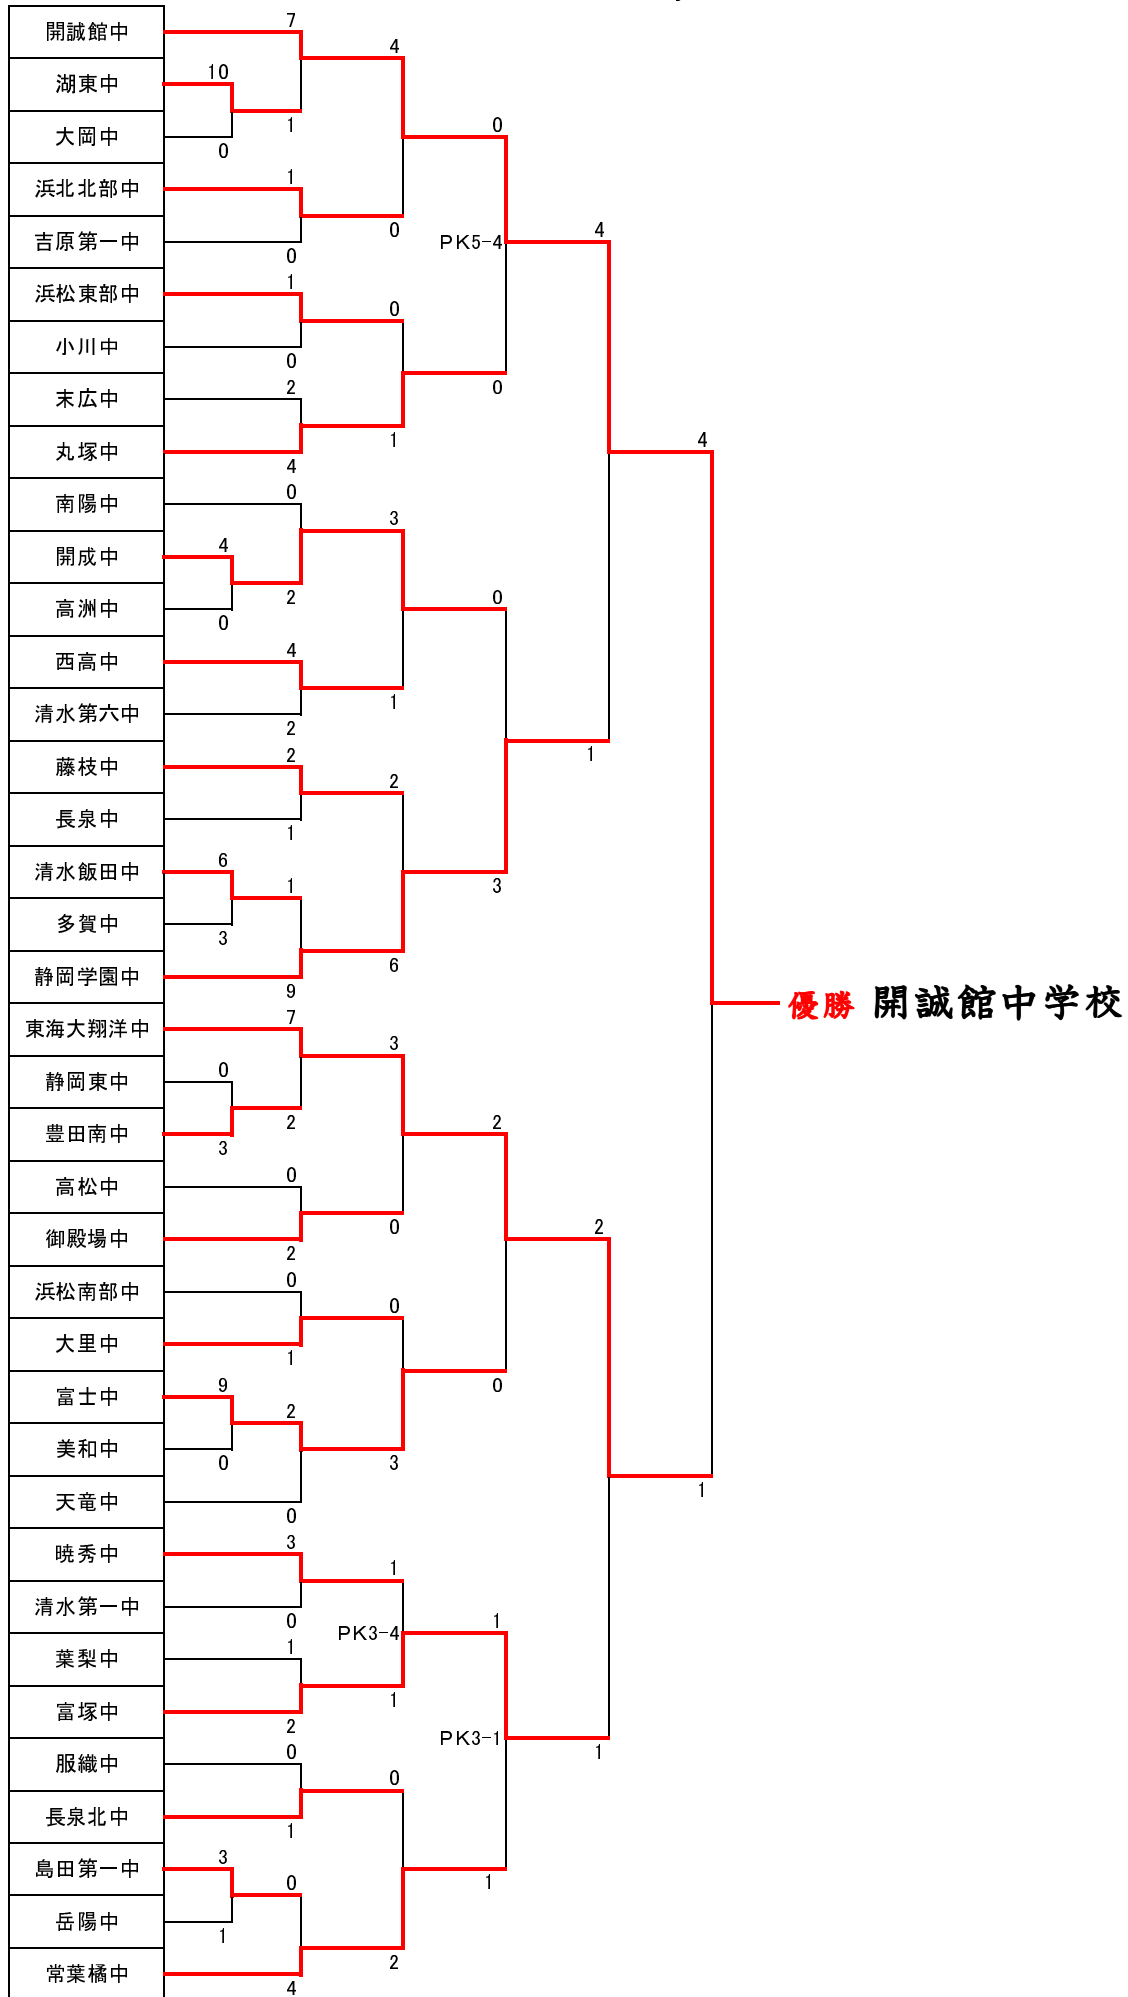 開誠館中
7
4
湖東中
10
0
1
大岡中
0
浜北北部中
1
0
吉原第一中
0
PK5-4
4
浜松東部中
1
0
小川中
0
末広中
2
0
丸塚中
1
4
4
南陽中
0
3
開成中
4
2
0
高洲中
0
西高中
4
1
清水第六中
2
藤枝中
2
2
1
長泉中
1
清水飯田中
6
1
3
多賀中
3
静岡学園中
6
9
優勝 開誠館中学校
東海大翔洋中
7
3
静岡東中
0
2
2
豊田南中
3
高松中
0
御殿場中
0
2
2
浜松南部中
0
0
大里中
1
富士中
9
2
0
美和中
0
3
天竜中
0
1
暁秀中
3
1
清水第一中
0
PK3-4
1
葉梨中
1
富塚中
1
2
服織中
0
0
PK3-1
1
長泉北中
1
島田第一中
3
0
1
岳陽中
1
常葉橘中
2
4